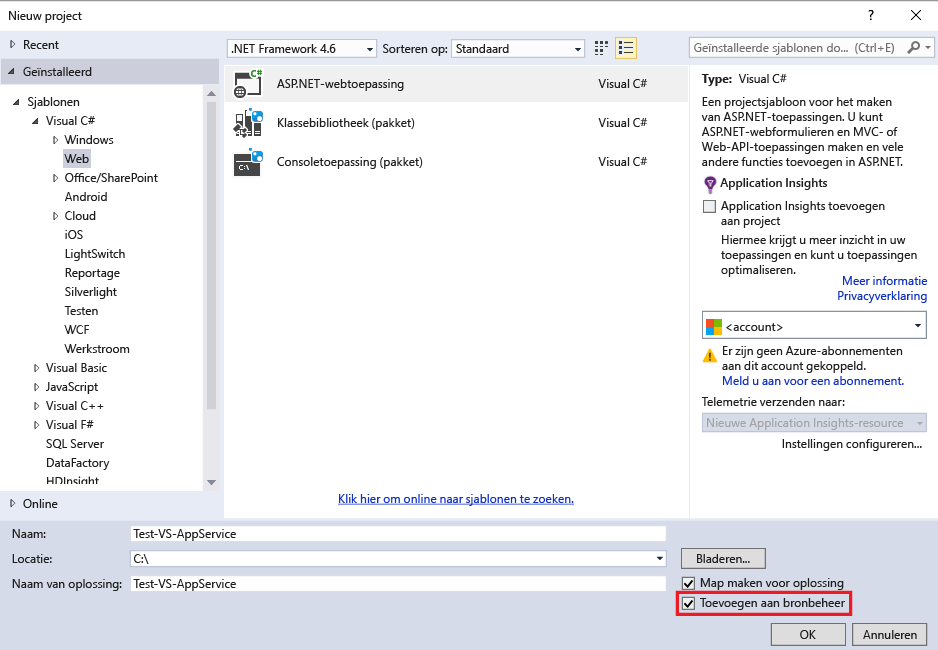 Nieuw project
?
Recent
.NET Framework 4.6
Sorteren op:
Standaard
Geïnstalleerde sjablonen do... (Ctrl+E)
Geïnstalleerd
Sjablonen
Visual C#
Windows
Web
Office/SharePoint
Android
Cloud
iOS
LightSwitch
Reportage
Silverlight
Testen
WCF
Werkstroom
Visual Basic
JavaScript
Visual C++
Visual F#
SQL Server
DataFactory
HDInsight
Online
C#
ASP.NET-webtoepassing
Visual C#
Klassebibliotheek (pakket)
Visual C#
C:\
Consoletoepassing (pakket)
Visual C#
Klik hier om online naar sjablonen te zoeken.
Type: Visual C#
Een projectsjabloon voor het maken
van ASP.NET-toepassingen. U kunt
ASP.NET-webformulieren en MVC- of
Web-API-toepassingen maken en vele
andere functies toevoegen in ASP.NET.
Application Insights
Application Insights toevoegen
aan project
Hiermee krijgt u meer inzicht in uw
toepassingen en kunt u toepassingen
optimaliseren.
Meer informatie
Privacyverklaring
<account>
Er zijn geen Azure-abonnementen
aan dit account gekoppeld.
Meld u aan voor een abonnement.
Telemetrie verzenden naar:
Nieuwe Application Insights-resource
Instellingen configureren...
Naam:
Test-VS-AppService
Locatie:
C:\
Bladeren...
Naam van oplossing:
Test-VS-AppService
Map maken voor oplossing
Toevoegen aan bronbeheer
OK
Annuleren